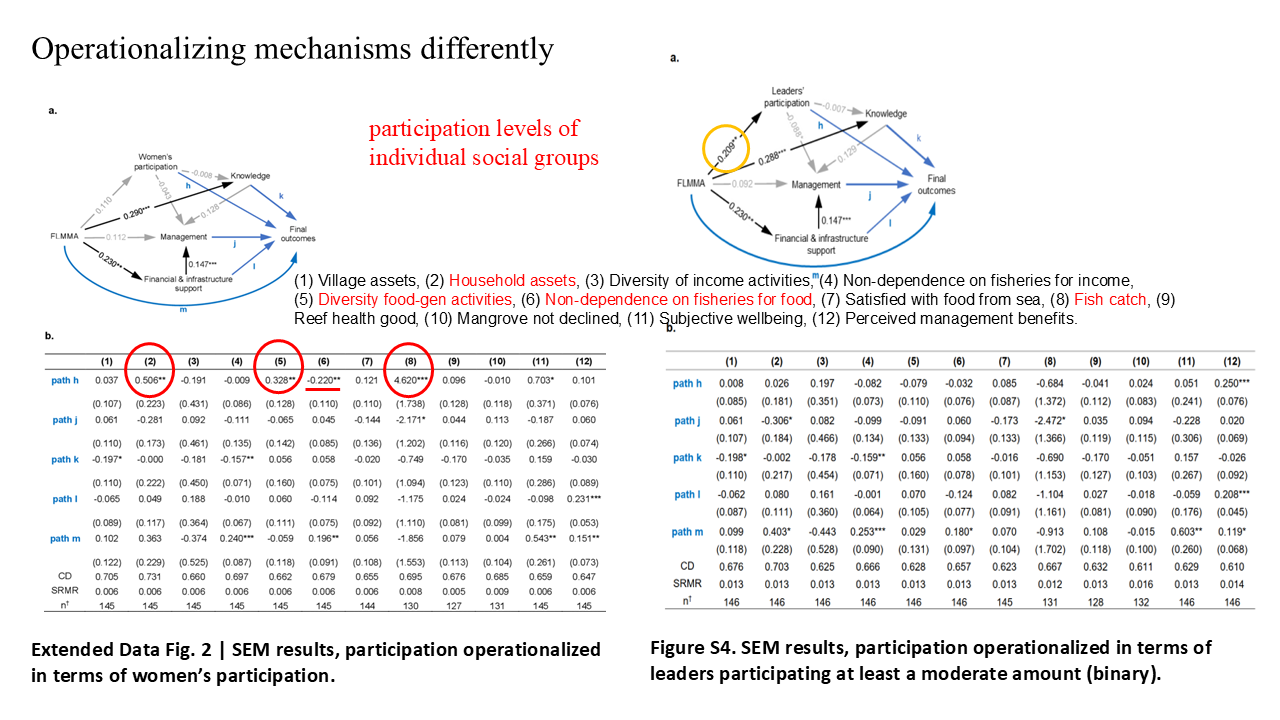 Operationalizing mechanisms differently
participation levels of
individual social groups
a.
Women's
participation
-0.008
Knowledge
h
k
0.110
-0.043
0.290***
0.128
FLMMA
0.112
Management
j
Final
outcomes
0.230**
0.147***
l
Financial & infrastructure
support
m
a.
Leaders'
participation
-0.007
Knowledge
h
k
0.209**
-0.088*
0.288***
0.129
FLMMA
0.092
Management
j
Final
outcomes
0.230**
0.147***
l
Financial & infrastructure
support
m
(1) Village assets, (2) Household assets, (3) Diversity of income activities, (4) Non-dependence on fisheries for income,
(5) Diversity food-gen activities, (6) Non-dependence on fisheries for food, (7) Satisfied with food from sea, (8) Fish catch, (9)
Reef health good, (10) Mangrove not declined, (11) Subjective wellbeing, (12) Perceived management benefits.
b.
(1) (2) (3) (4) (5) (6) (7) (8) (9) (10) (11) (12)
path h 0.037 0.506** -0.191 -0.009 0.328** -0.220** 0.121 4.620*** 0.096 -0.010 0.703* 0.101
(0.107) (0.223) (0.431) (0.086) (0.128) (0.110) (0.110) (1.738) (0.128) (0.118) (0.371) (0.076)
path j 0.061 -0.281 0.092 -0.111 -0.065 0.045 -0.144 -2.171* 0.044 0.113 -0.187 0.060
(0.110) (0.173) (0.461) (0.135) (0.142) (0.085) (0.136) (1.202) (0.116) (0.120) (0.266) (0.074)
path k -0.197* -0.000 -0.181 -0.157** 0.056 0.058 -0.020 -0.749 -0.170 -0.035 0.159 -0.030
(0.110) (0.222) (0.450) (0.071) (0.160) (0.075) (0.101) (1.094) (0.123) (0.110) (0.286) (0.089)
path l -0.065 0.049 0.188 -0.010 0.060 -0.114 0.092 -1.175 0.024 -0.024 -0.098 0.231***
(0.089) (0.117) (0.364) (0.067) (0.111) (0.075) (0.092) (1.110) (0.081) (0.099) (0.175) (0.053)
path m 0.102 0.363 -0.374 0.240*** -0.059 0.196** 0.056 -1.856 0.079 0.004 0.543** 0.151**
(0.122) (0.229) (0.525) (0.087) (0.118) (0.091) (0.108) (1.553) (0.113) (0.104) (0.261) (0.073)
CD 0.705 0.731 0.660 0.697 0.662 0.679 0.655 0.695 0.676 0.685 0.659 0.647
SRMR 0.006 0.006 0.006 0.006 0.006 0.006 0.006 0.008 0.005 0.009 0.006 0.006
n† 145 145 145 145 145 145 144 130 127 131 145 145
b.
(1) (2) (3) (4) (5) (6) (7) (8) (9) (10) (11) (12)
path h 0.008 0.026 0.197 -0.082 -0.079 -0.032 0.085 -0.684 -0.041 0.024 0.051 0.250***
(0.085) (0.181) (0.351) (0.073) (0.110) (0.076) (0.087) (1.372) (0.112) (0.083) (0.241) (0.076)
path j 0.061 -0.306* 0.082 -0.099 -0.091 0.060 -0.173 -2.472* 0.035 0.094 -0.228 0.020
(0.107) (0.184) (0.466) (0.134) (0.133) (0.094) (0.133) (1.366) (0.119) (0.115) (0.306) (0.069)
path k -0.198* -0.002 -0.178 -0.159** 0.056 0.058 -0.016 -0.690 -0.170 -0.051 0.157 -0.026
(0.110) (0.217) (0.454) (0.071) (0.160) (0.078) (0.101) (1.153) (0.127) (0.103) (0.267) (0.092)
path l -0.062 0.080 0.161 -0.001 0.070 -0.124 0.082 -1.104 0.027 -0.018 -0.059 0.208***
(0.087) (0.111) (0.360) (0.064) (0.105) (0.077) (0.091) (1.161) (0.081) (0.090) (0.176) (0.045)
path m 0.099 0.403* -0.443 0.253*** 0.029 0.180* 0.070 -0.913 0.108 -0.015 0.603** 0.119*
(0.118) (0.228) (0.528) (0.090) (0.131) (0.097) (0.104) (1.702) (0.118) (0.100) (0.260) (0.068)
CD 0.676 0.703 0.625 0.666 0.628 0.657 0.623 0.667 0.632 0.611 0.629 0.610
SRMR 0.013 0.013 0.013 0.013 0.013 0.013 0.013 0.012 0.013 0.016 0.013 0.014
n† 146 146 146 146 146 146 145 131 128 132 146 146
Extended Data Fig. 2 | SEM results, participation operationalized
in terms of women's participation.
Figure S4. SEM results, participation operationalized in terms of
leaders participating at least a moderate amount (binary).